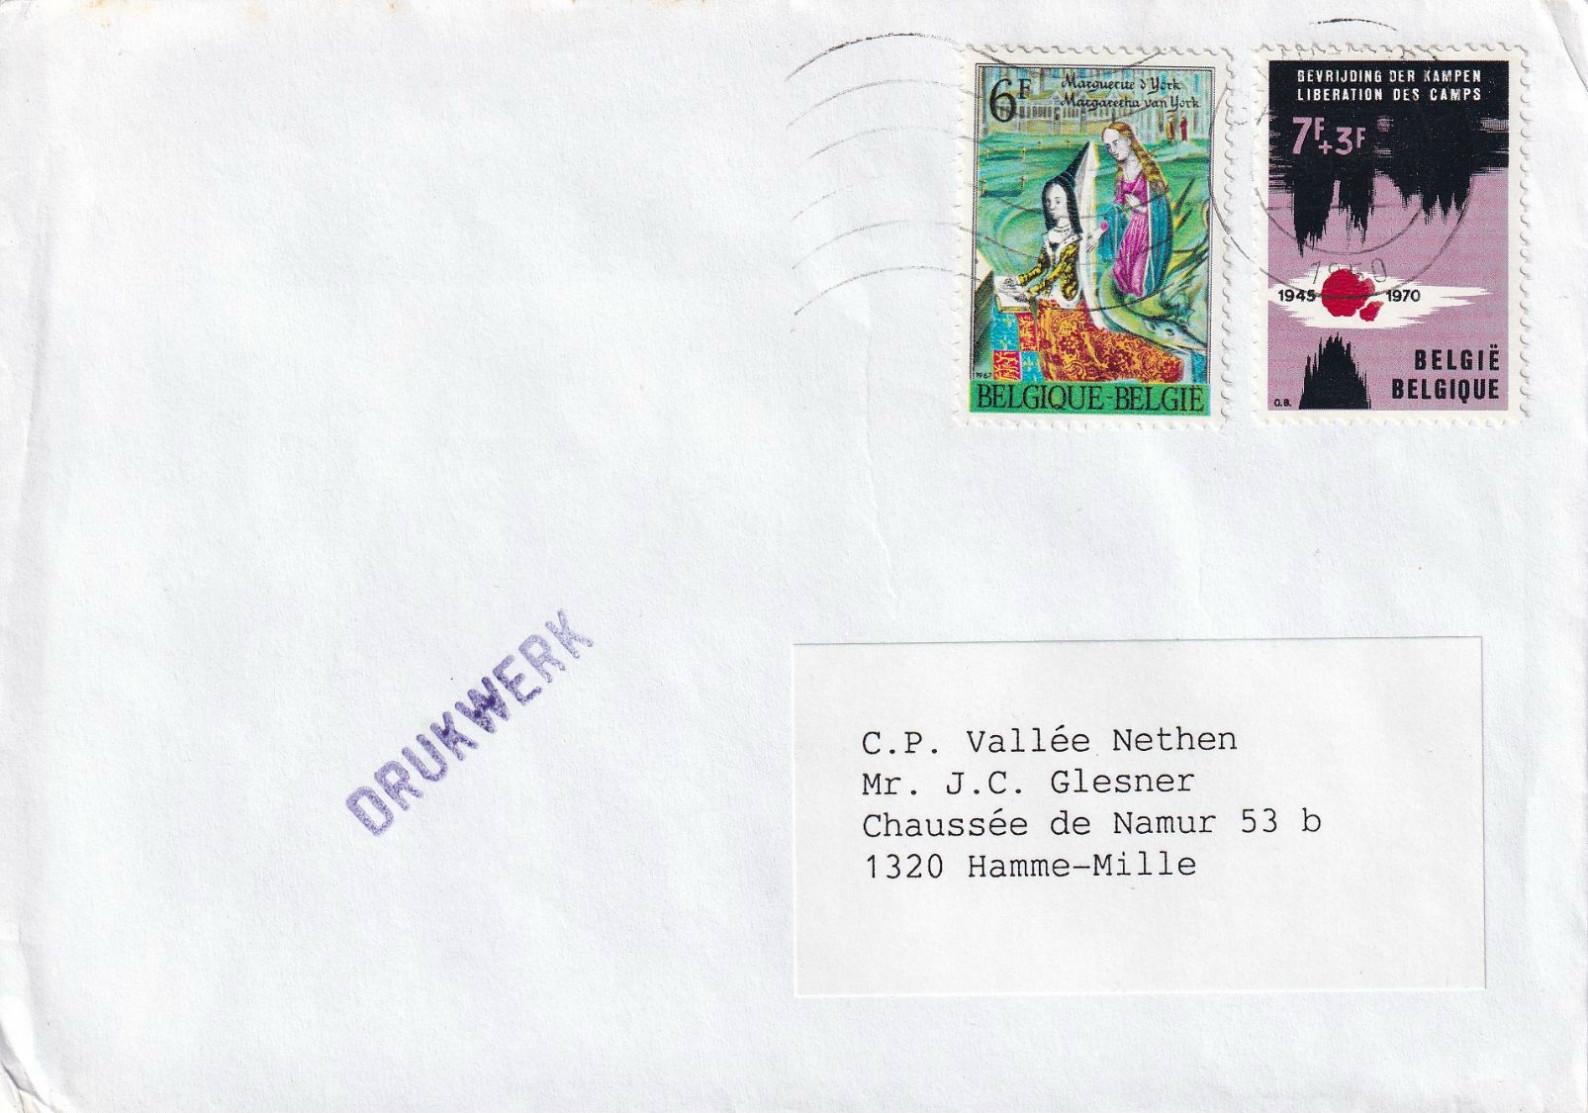 6F
Marguerite d'York
Margaretha van York
1967
BELGIQUE-BELGIË
BEVRIJDING DER KAMPEN
LIBERATION DES CAMPS
7F+3F
1945 1970
BELGIË
BELGIQUE
DRUKWERK
C.P. Vallée Nethen
Mr. J.C. Glesner
Chaussée de Namur 53 b
1320 Hamme-Mille